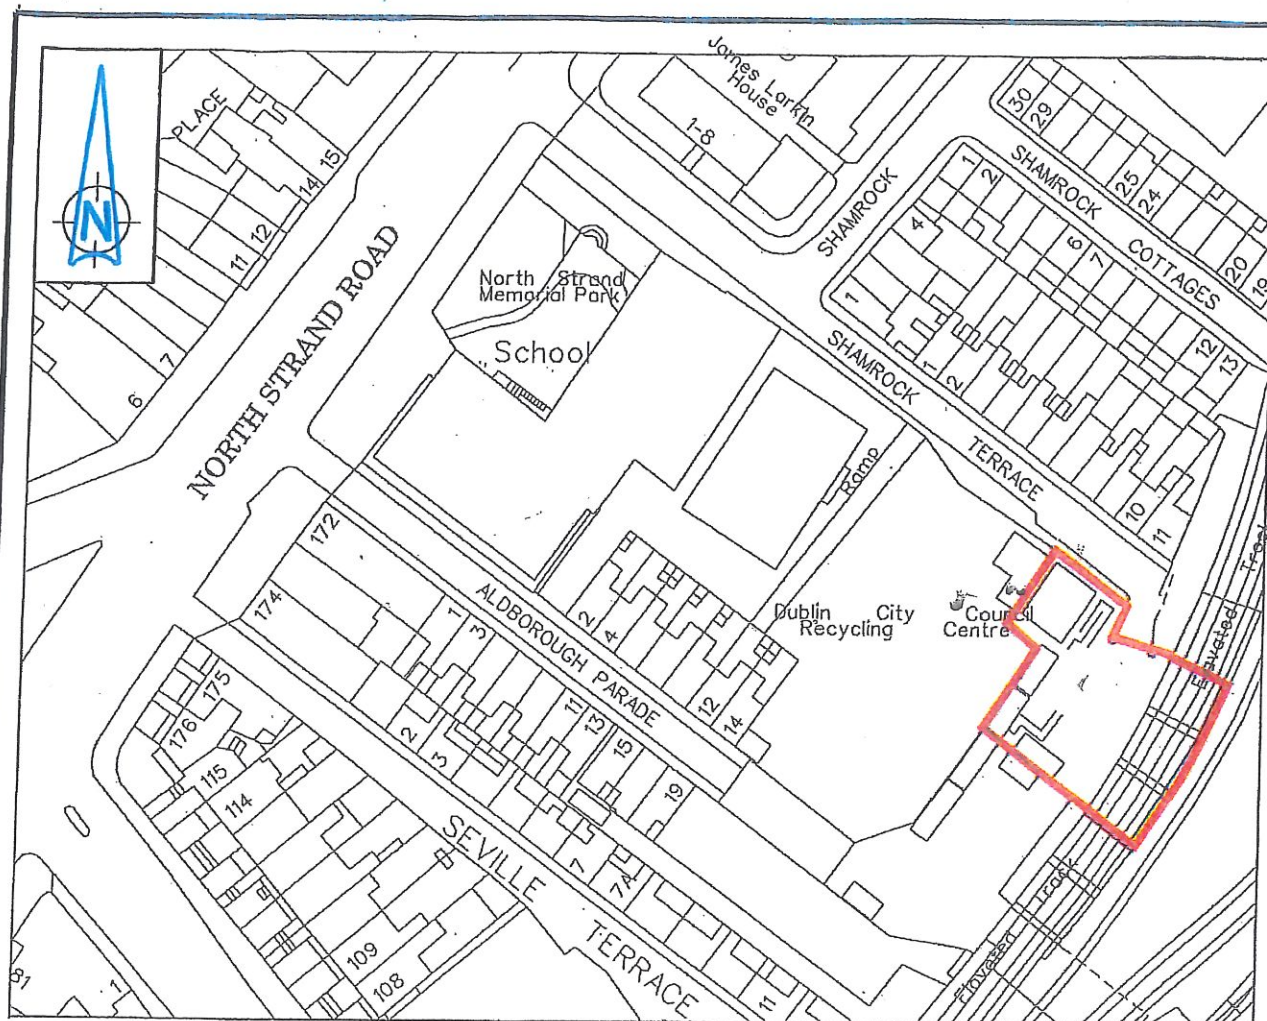 N
PLACE
15
14
12
11
7
6
NORTH STRAND ROAD
James Larkin
House
1-8
SHAMROCK
30
29
SHAMROCK
COTTAGES
25
24
20
19
1
2
4
6
7
12
13
1
1
2
10
11
North Strand
Memorial Park
School
SHAMROCK
TERRACE
Ramp
Dublin City Council
Recycling Centre
Elevated Track
172
174
ALDBOROUGH PARADE
1
3
11
13
15
19
2
4
12
14
175
176
115
114
109
108
2
3
7
7A
11
SEVILLE
TERRACE
81
1
Elevated Track